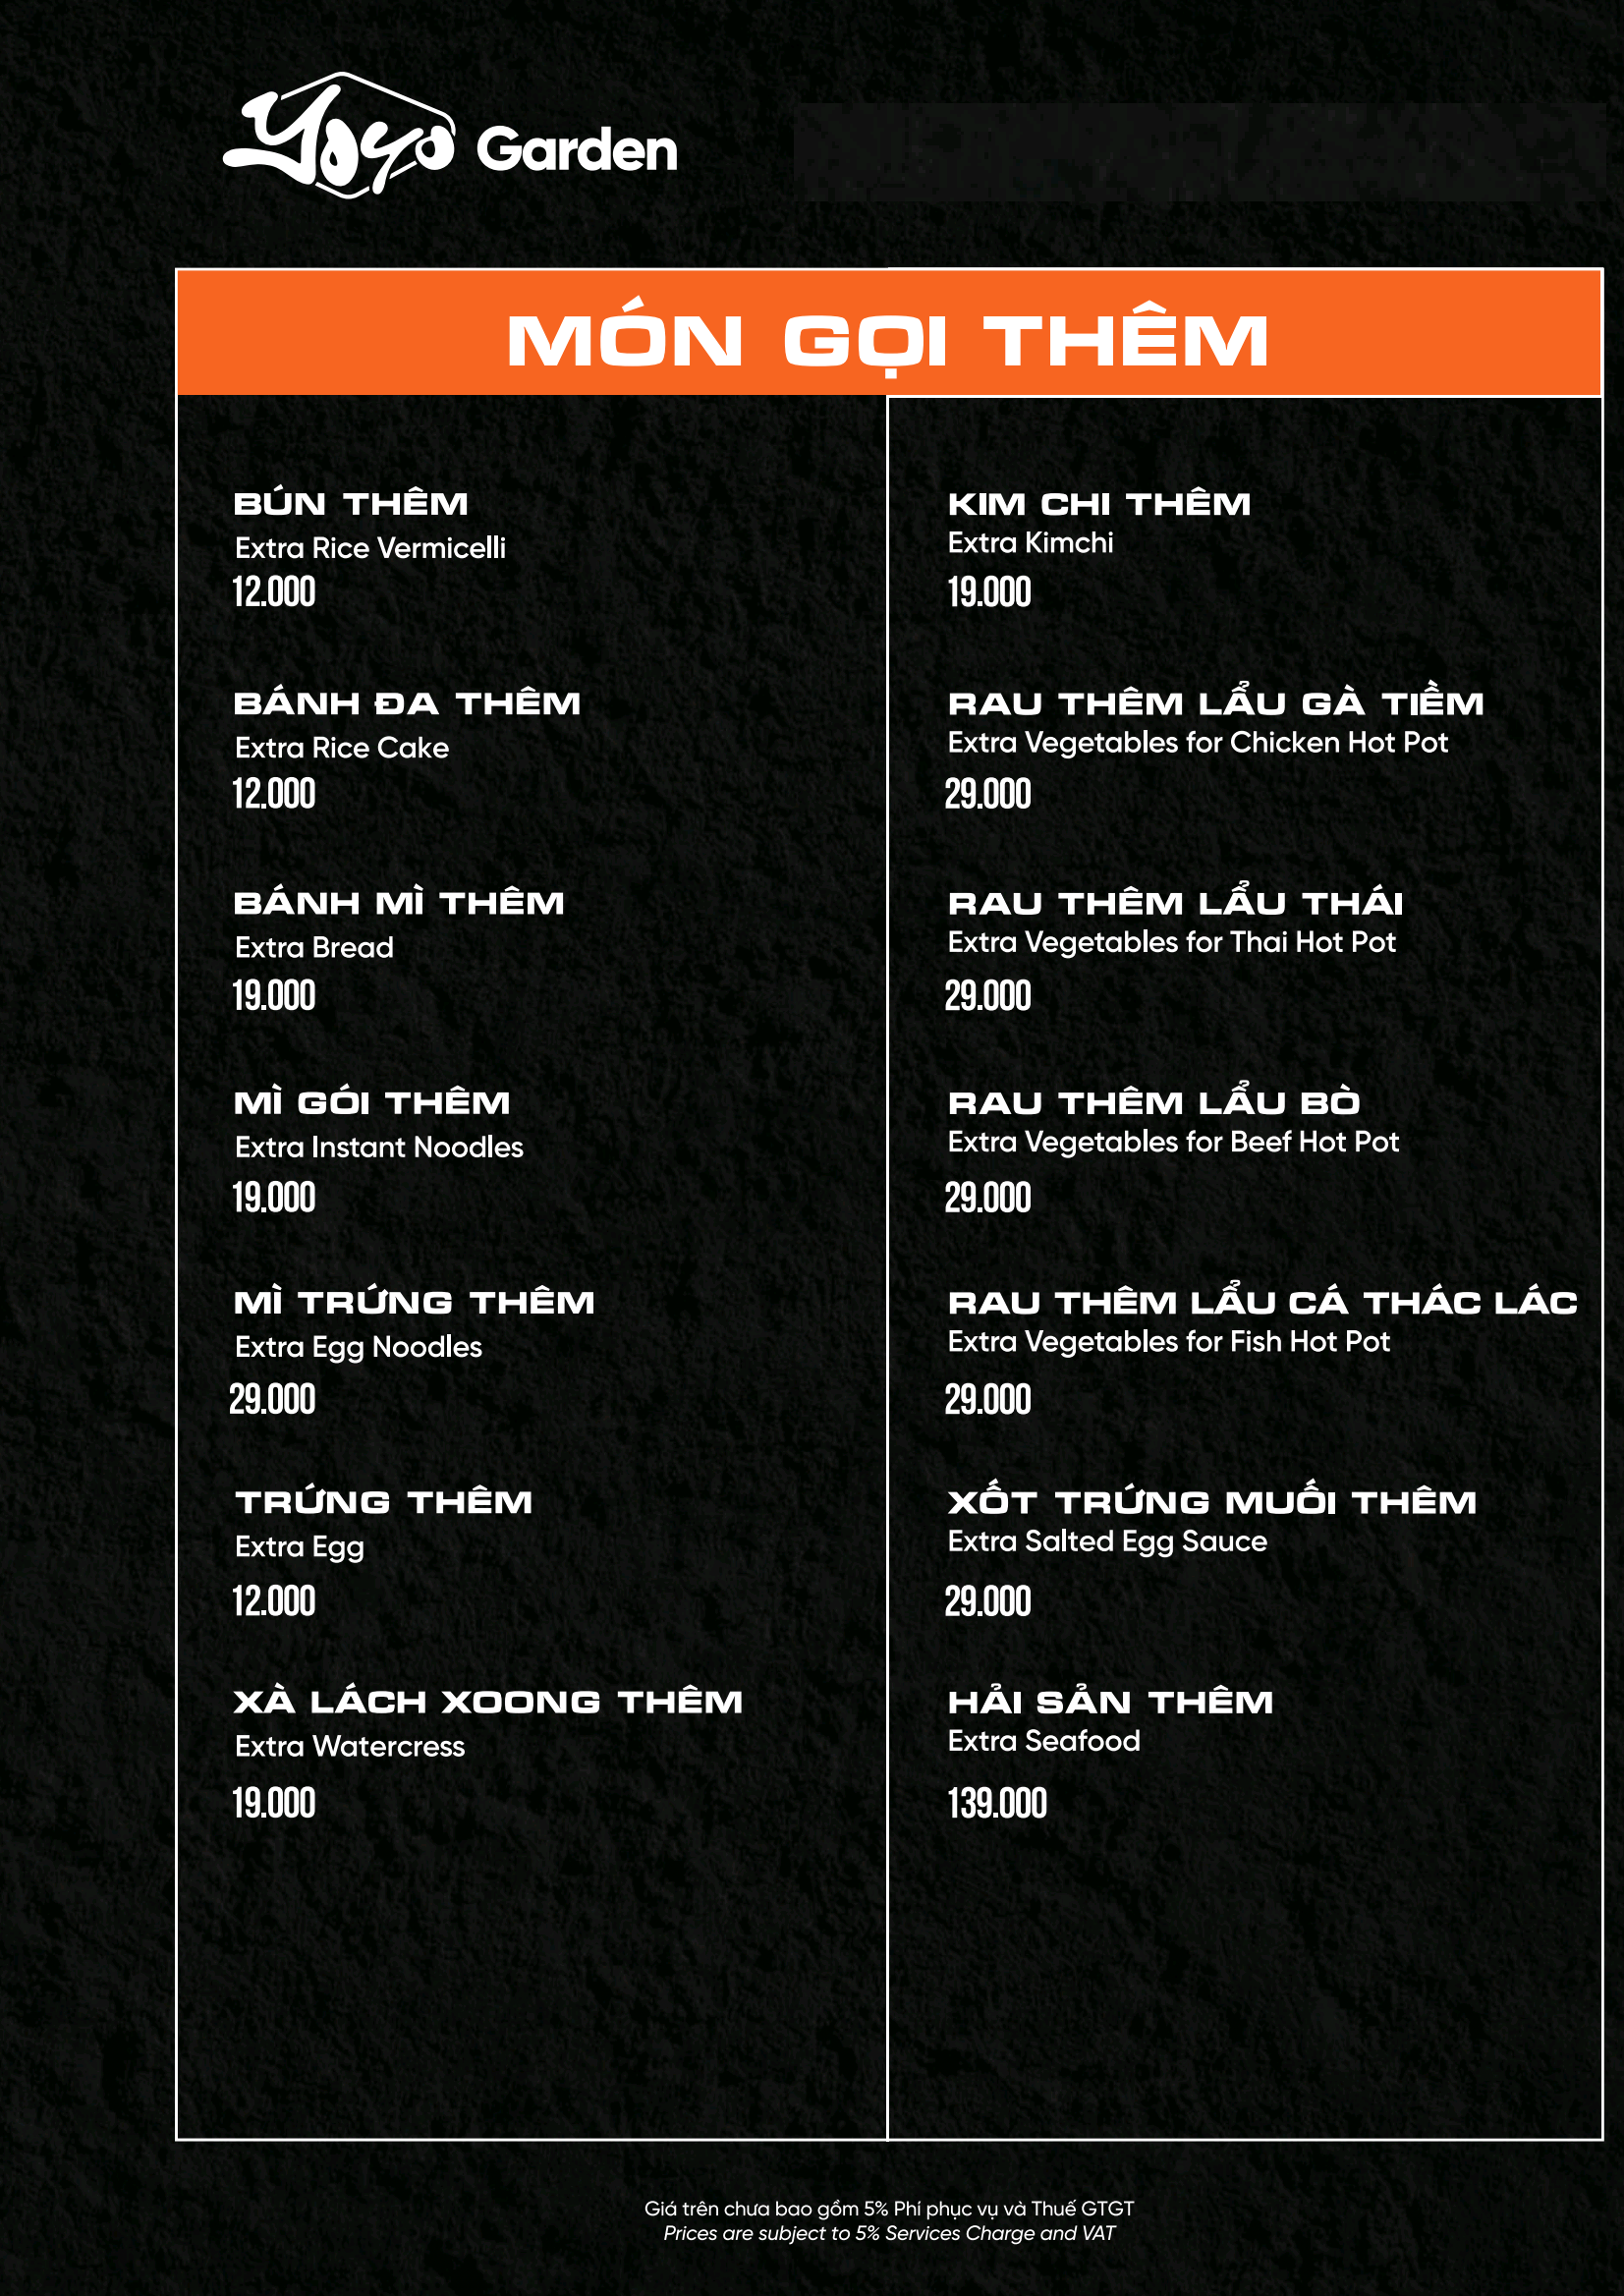 Yoyo Garden
MÓN GỌI THÊM
BÚN THÊM
Extra Rice Vermicelli
12.000
BÁNH ĐA THÊM
Extra Rice Cake
12.000
BÁNH MÌ THÊM
Extra Bread
19.000
MÌ GÓI THÊM
Extra Instant Noodles
19.000
MÌ TRỨNG THÊM
Extra Egg Noodles
29.000
TRỨNG THÊM
Extra Egg
12.000
XÀ LÁCH XOONG THÊM
Extra Watercress
19.000
KIM CHI THÊM
Extra Kimchi
19.000
RAU THÊM LẨU GÀ TIỀM
Extra Vegetables for Chicken Hot Pot
29.000
RAU THÊM LẨU THÁI
Extra Vegetables for Thai Hot Pot
29.000
RAU THÊM LẨU BÒ
Extra Vegetables for Beef Hot Pot
29.000
RAU THÊM LẨU CÁ THÁC LÁC
Extra Vegetables for Fish Hot Pot
29.000
XỐT TRỨNG MUỐI THÊM
Extra Salted Egg Sauce
29.000
HẢI SẢN THÊM
Extra Seafood
139.000
Giá trên chưa bao gồm 5% Phí phục vụ và Thuế GTGT
Prices are subject to 5% Services Charge and VAT